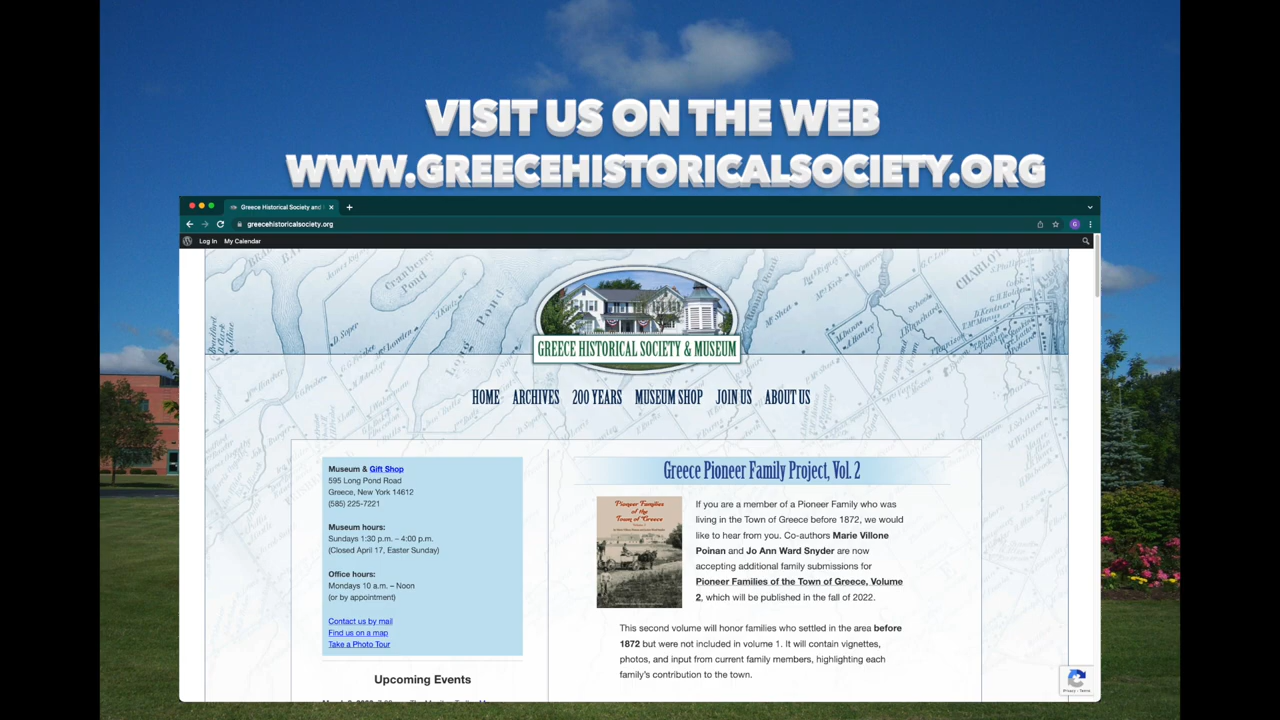 VISIT US ON THE WEB
WWW.GREECEHISTORICALSOCIETY.ORG
Greece Historical Society and
greecehistoricalsociety.org
G
Log In My Calendar
Cranberry Pond
Long Pond
Round Pond
D. Soper
GREECE HISTORICAL SOCIETY & MUSEUM
HOME ARCHIVES 200 YEARS MUSEUM SHOP JOIN US ABOUT US
Museum & Gift Shop
595 Long Pond Road
Greece, New York 14612
(585) 225-7221
Museum hours:
Sundays 1:30 p.m. – 4:00 p.m.
(Closed April 17, Easter Sunday)
Office hours:
Mondays 10 a.m. – Noon
(or by appointment)
Contact us by mail
Find us on a map
Take a Photo Tour
Upcoming Events
Greece Pioneer Family Project, Vol. 2
Pioneer Families
of the
Town of Greece
If you are a member of a Pioneer Family who was
living in the Town of Greece before 1872, we would
like to hear from you. Co-authors Marie Villone
Poinan and Jo Ann Ward Snyder are now
accepting additional family submissions for
Pioneer Families of the Town of Greece, Volume
2, which will be published in the fall of 2022.
This second volume will honor families who settled in the area before
1872 but were not included in volume 1. It will contain vignettes,
photos, and input from current family members, highlighting each
family's contribution to the town.
Privacy - Terms